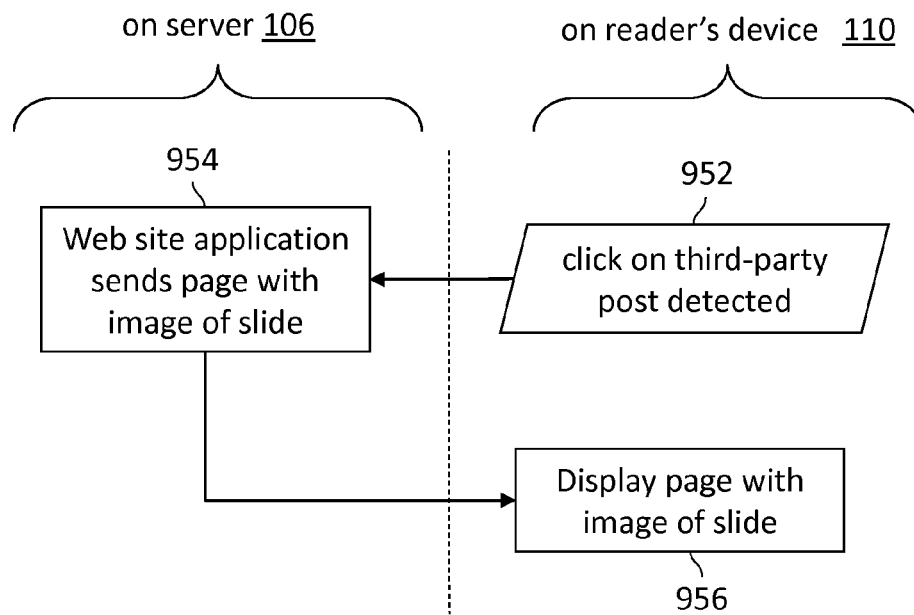 on server 106
on reader's device 110
954
Web site application
sends page with
image of slide
952
click on third-party
post detected
Display page with
image of slide
956